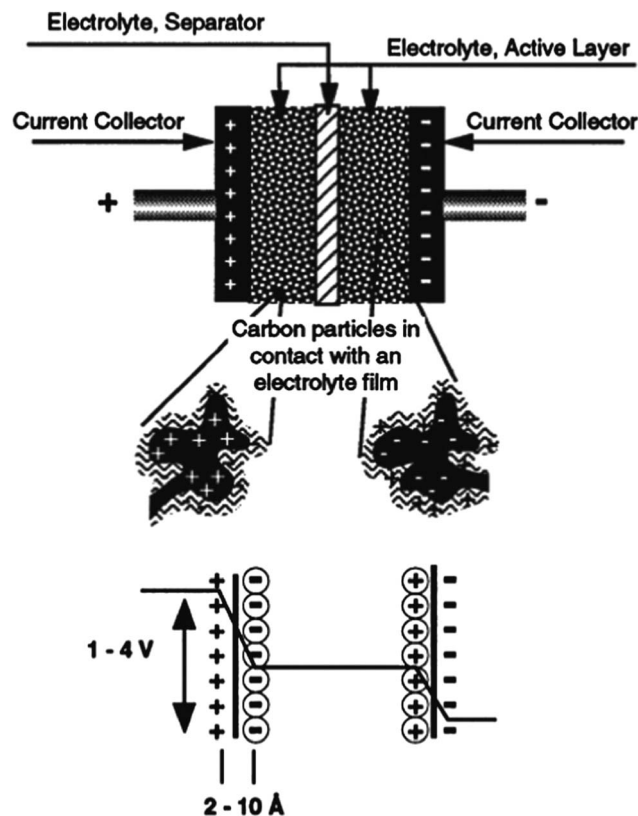 Electrolyte, Separator
Electrolyte, Active Layer
Current Collector
Current Collector
+
-
Carbon particles in
contact with an
electrolyte film
1 - 4 V
2 - 10 Å